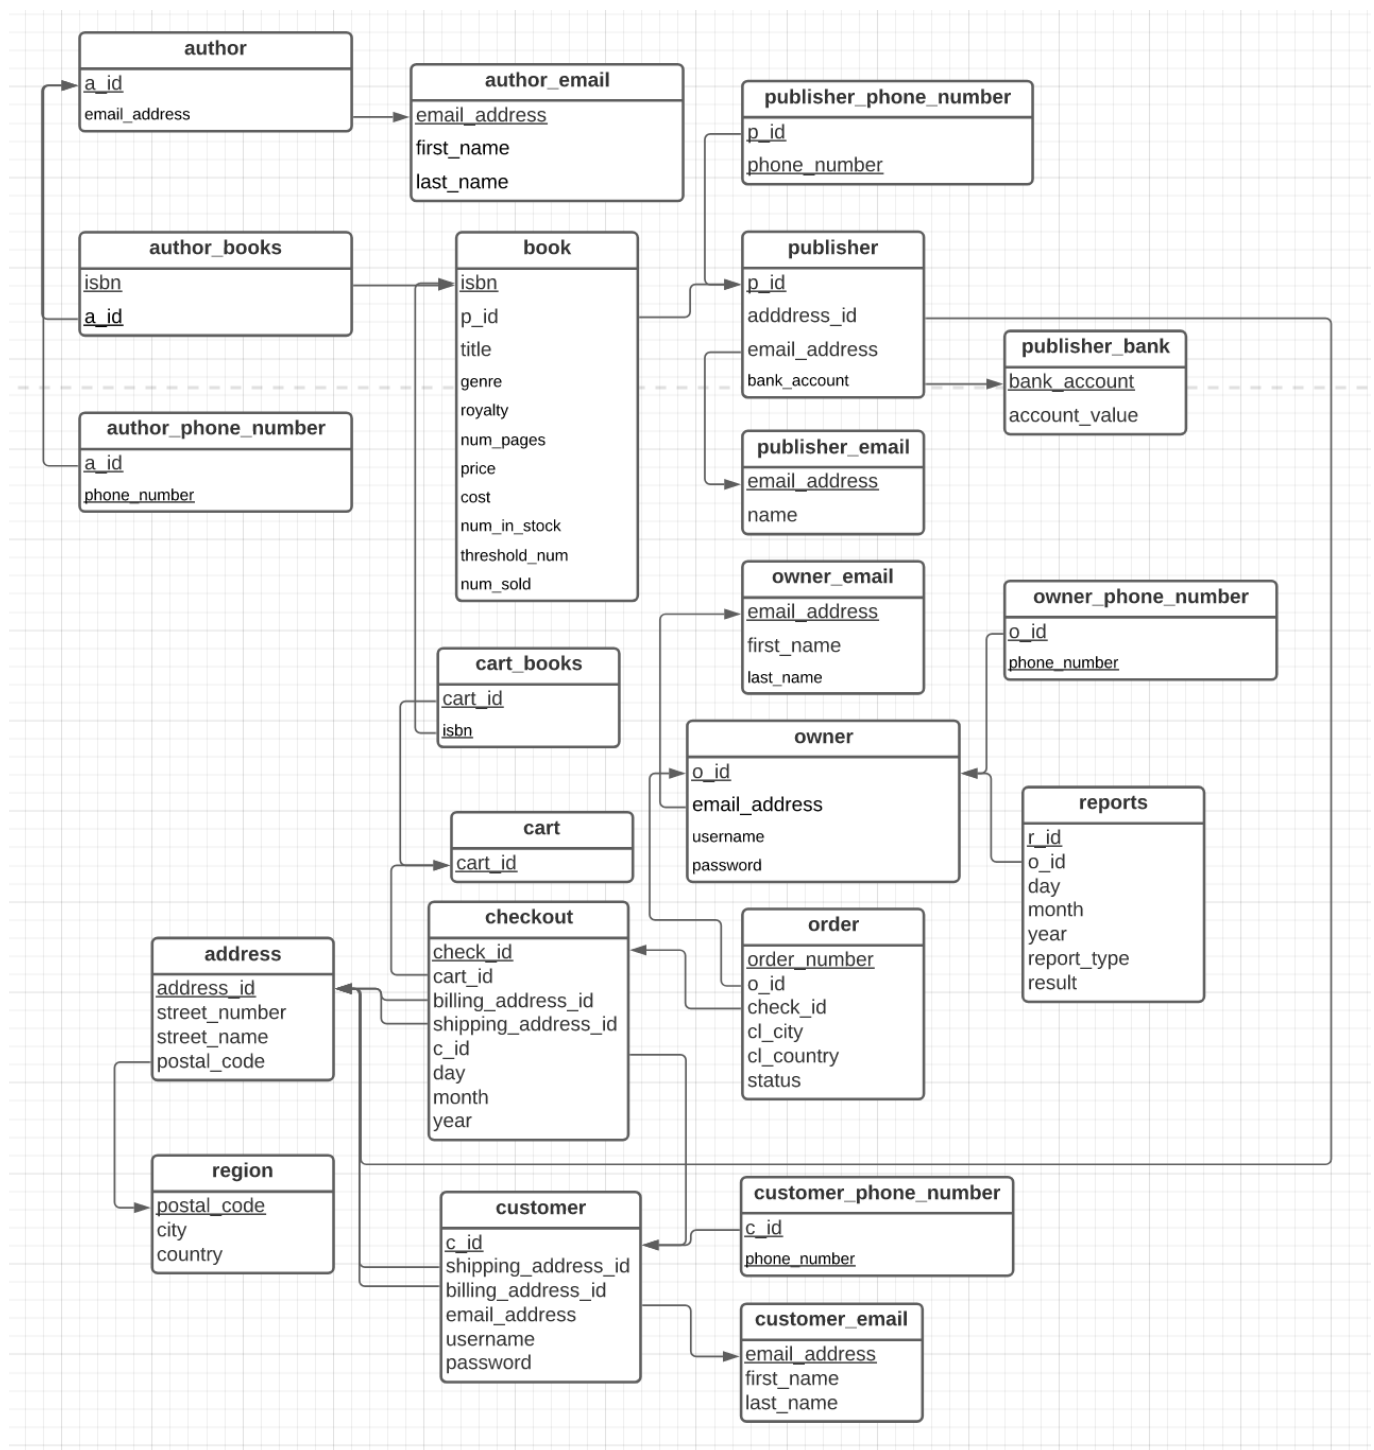 author
a_id
email_address
author_email
email_address
first_name
last_name
publisher_phone_number
p_id
phone_number
author_books
isbn
a_id
book
isbn
p_id
title
genre
royalty
num_pages
price
cost
num_in_stock
threshold_num
num_sold
publisher
p_id
adddress_id
email_address
bank_account
publisher_bank
bank_account
account_value
author_phone_number
a_id
phone_number
publisher_email
email_address
name
owner_email
email_address
first_name
last_name
owner_phone_number
o_id
phone_number
cart_books
cart_id
isbn
owner
o_id
email_address
username
password
reports
r_id
o_id
day
month
year
report_type
result
cart
cart_id
checkout
check_id
cart_id
billing_address_id
shipping_address_id
c_id
day
month
year
order
order_number
o_id
check_id
cl_city
cl_country
status
address
address_id
street_number
street_name
postal_code
region
postal_code
city
country
customer
c_id
shipping_address_id
billing_address_id
email_address
username
password
customer_phone_number
c_id
phone_number
customer_email
email_address
first_name
last_name